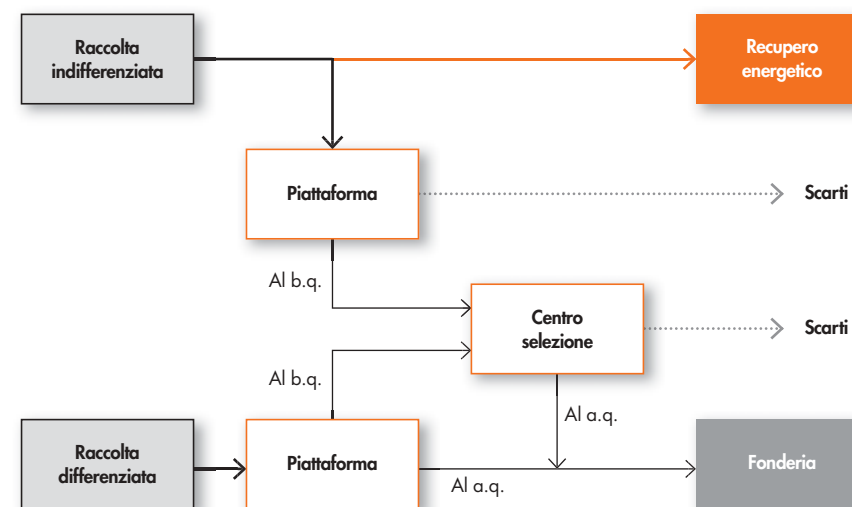 Raccolta
indifferenziata
Recupero
energetico
Piattaforma
Scarti
Al b.q.
Centro
selezione
Scarti
Al b.q.
Al a.q.
Raccolta
differenziata
Piattaforma
Al a.q.
Fonderia